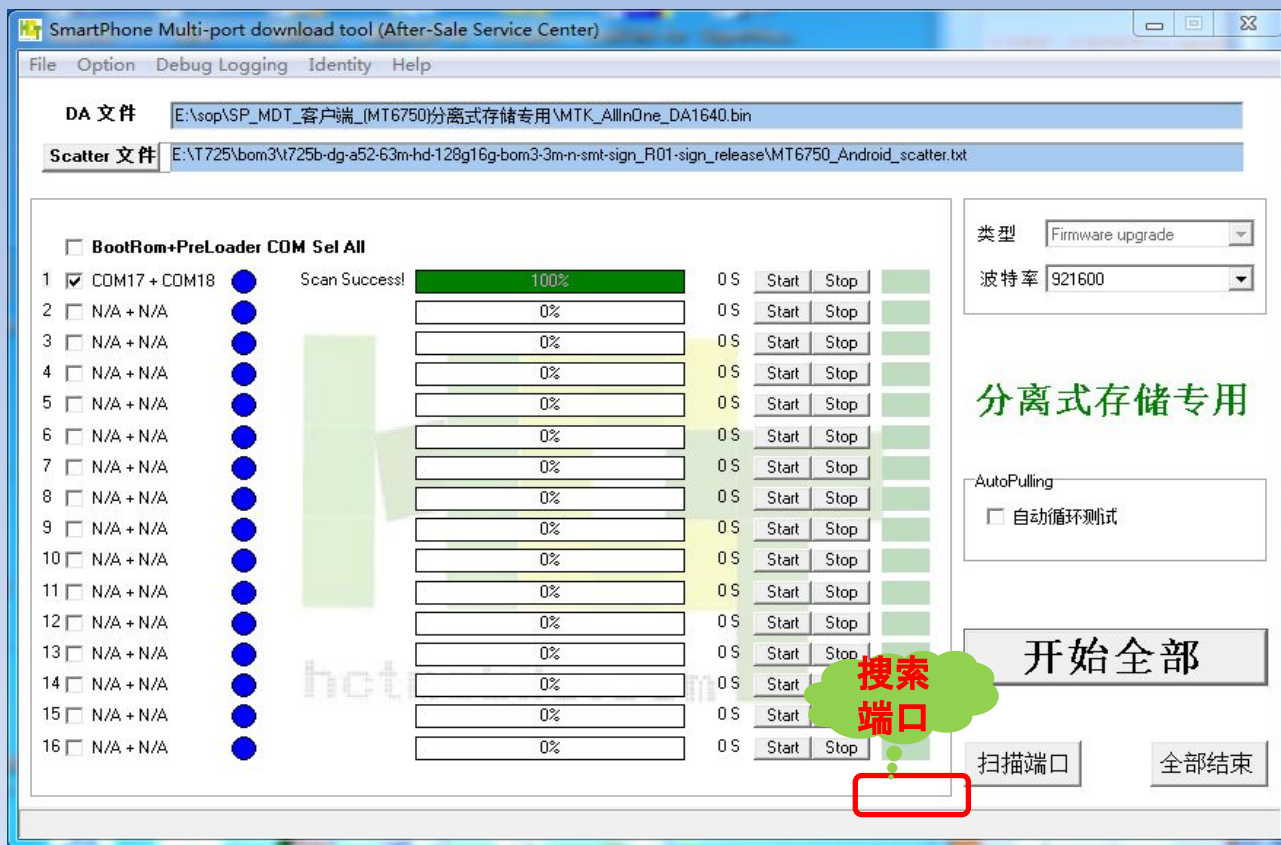 SmartPhone Multi-port download tool (After-Sale Service Center)
File Option Debug Logging Identity Help
DA 文件 E:\sop\SP_MDT_客户端_(MT6750)分离式存储专用\MTK_AllInOne_DA1640.bin
Scatter 文件 E:\T725\bom3\t725b-dg-a52-63m-hd-128g16g-bom3-3m-n-smt-sign_R01-sign_release\MT6750_Android_scatter.txt
BootRom+PreLoader COM Sel All
1 COM17 + COM18 Scan Success! 100% 0 S Start Stop
2 N/A + N/A 0% 0 S Start Stop
3 N/A + N/A 0% 0 S Start Stop
4 N/A + N/A 0% 0 S Start Stop
5 N/A + N/A 0% 0 S Start Stop
6 N/A + N/A 0% 0 S Start Stop
7 N/A + N/A 0% 0 S Start Stop
8 N/A + N/A 0% 0 S Start Stop
9 N/A + N/A 0% 0 S Start Stop
10 N/A + N/A 0% 0 S Start Stop
11 N/A + N/A 0% 0 S Start Stop
12 N/A + N/A 0% 0 S Start Stop
13 N/A + N/A 0% 0 S Start Stop
14 N/A + N/A 0% 0 S Start
15 N/A + N/A 0% 0 S Start
16 N/A + N/A 0% 0 S Start Stop
搜索
端口
类型 Firmware upgrade
波特率 921600
分离式存储专用
AutoPulling
自动循环测试
开始全部
扫描端口 全部结束